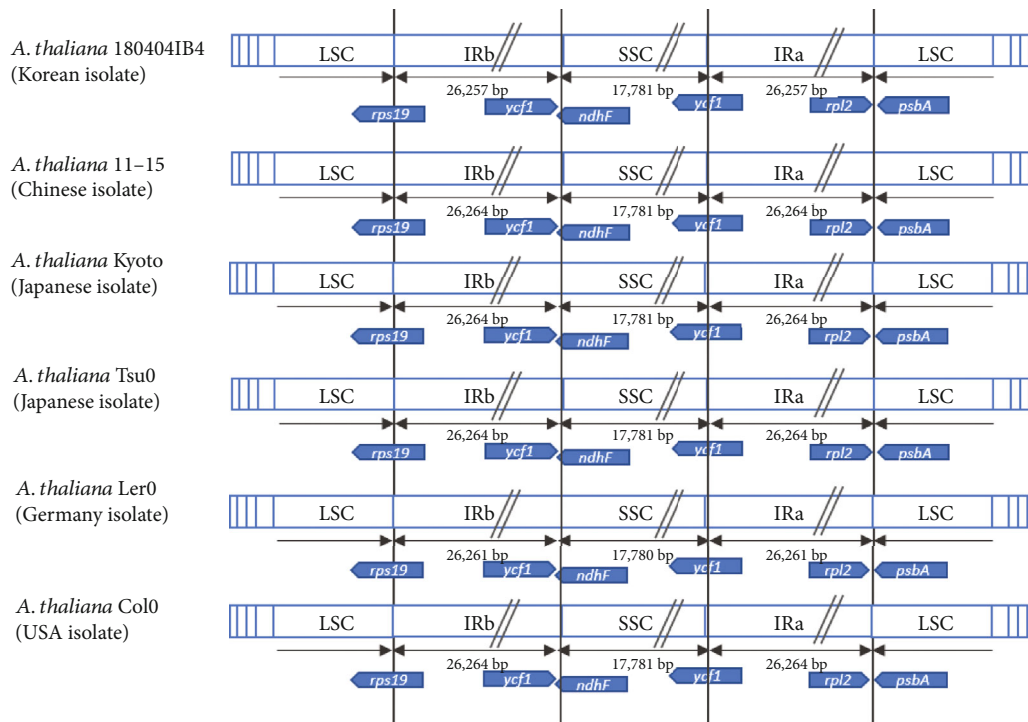 A. thaliana 180404IB4
(Korean isolate)
LSC IRb SSC IRa LSC
26,257 bp 17,781 bp 26,257 bp
rps19 ycf1 ndhF ycf1 rpl2 psbA
A. thaliana 11–15
(Chinese isolate)
LSC IRb SSC IRa LSC
26,264 bp 17,781 bp 26,264 bp
rps19 ycf1 ndhF ycf1 rpl2 psbA
A. thaliana Kyoto
(Japanese isolate)
LSC IRb SSC IRa LSC
26,264 bp 17,781 bp 26,264 bp
rps19 ycf1 ndhF ycf1 rpl2 psbA
A. thaliana Tsu0
(Japanese isolate)
LSC IRb SSC IRa LSC
26,264 bp 17,781 bp 26,264 bp
rps19 ycf1 ndhF ycf1 rpl2 psbA
A. thaliana Ler0
(Germany isolate)
LSC IRb SSC IRa LSC
26,261 bp 17,780 bp 26,261 bp
rps19 ycf1 ndhF ycf1 rpl2 psbA
A. thaliana Col0
(USA isolate)
LSC IRb SSC IRa LSC
26,264 bp 17,781 bp 26,264 bp
rps19 ycf1 ndhF ycf1 rpl2 psbA